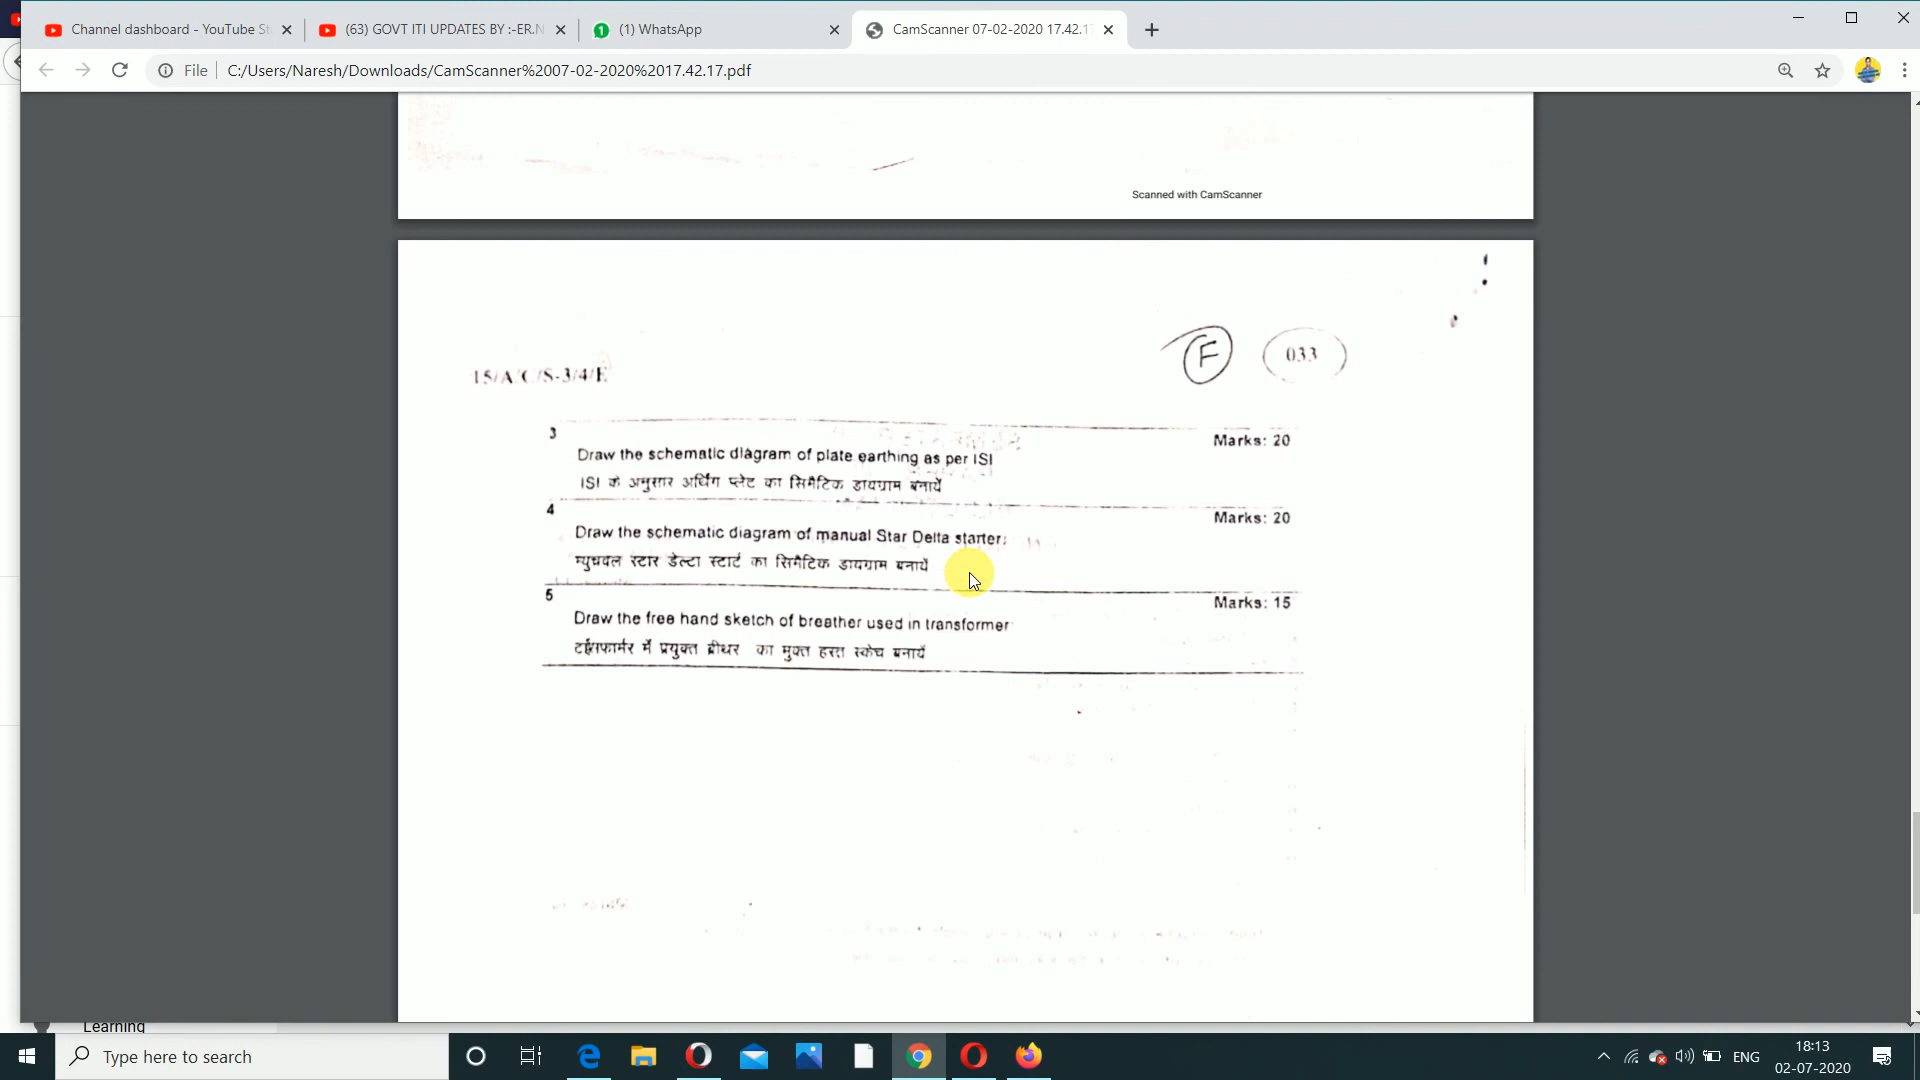 Channel dashboard - YouTube St
(63) GOVT ITI UPDATES BY :-ER.N
(1) WhatsApp
CamScanner 07-02-2020 17.42.1
File
C:/Users/Naresh/Downloads/CamScanner%2007-02-2020%2017.42.17.pdf
Scanned with CamScanner
F
033
15/A/C/S-3/4/E
3
Marks: 20
Draw the schematic diagram of plate earthing as per ISI
ISI के अनुसार अर्थिंग प्लेट का सिमैटिक डायग्राम बनायें
4
Marks: 20
Draw the schematic diagram of manual Star Delta starter:
म्युचवल स्टार डेल्टा स्टार्ट का सिमैटिक डायग्राम बनायें
5
Marks: 15
Draw the free hand sketch of breather used in transformer
में प्रयुक्त ब्रीथर का मुक्त हस्त स्केच बनायें
Learning
Type here to search
ENG
18:13
02-07-2020